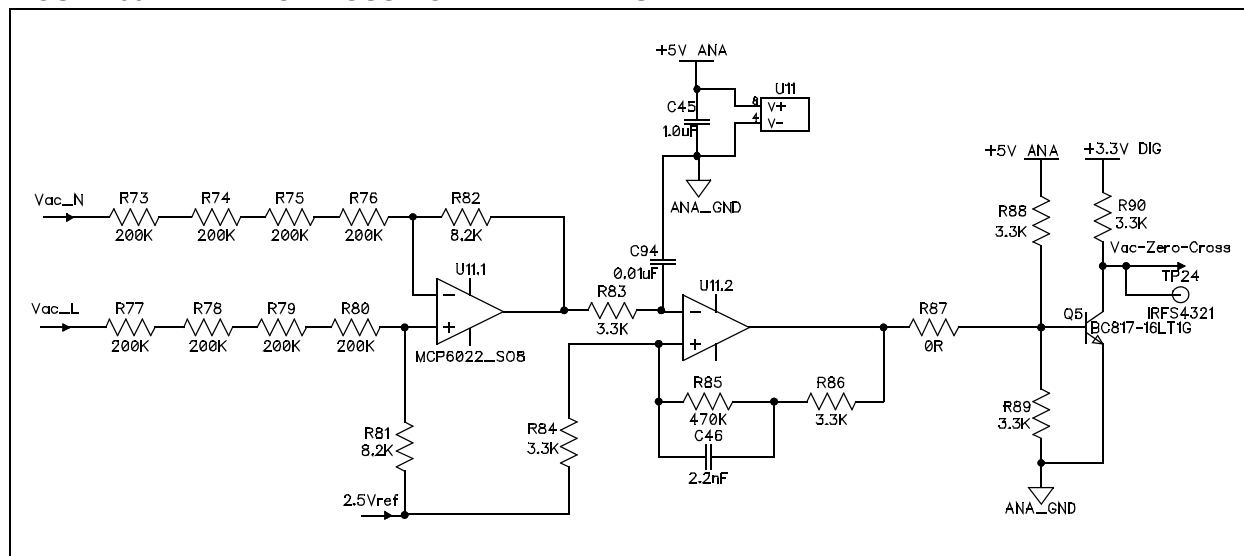 +5V ANA
U11
C45
1.0uF
8 V+
4 V-
ANA_GND
+5V ANA
+3.3V DIG
Vac_N
R73
200K
R74
200K
R75
200K
R76
200K
R82
8.2K
R88
3.3K
R90
3.3K
C94
0.01uF
Vac-Zero-Cross
TP24
IRFS4321
U11.1
MCP6022_SO8
R83
3.3K
U11.2
Vac_L
R77
200K
R78
200K
R79
200K
R80
200K
R87
0R
Q5
BC817-16LT1G
R81
8.2K
R84
3.3K
R85
470K
C46
2.2nF
R86
3.3K
R89
3.3K
2.5Vref
ANA_GND